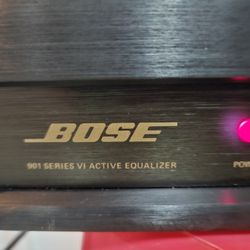 BOSE
901 SERIES VI ACTIVE EQUALIZER